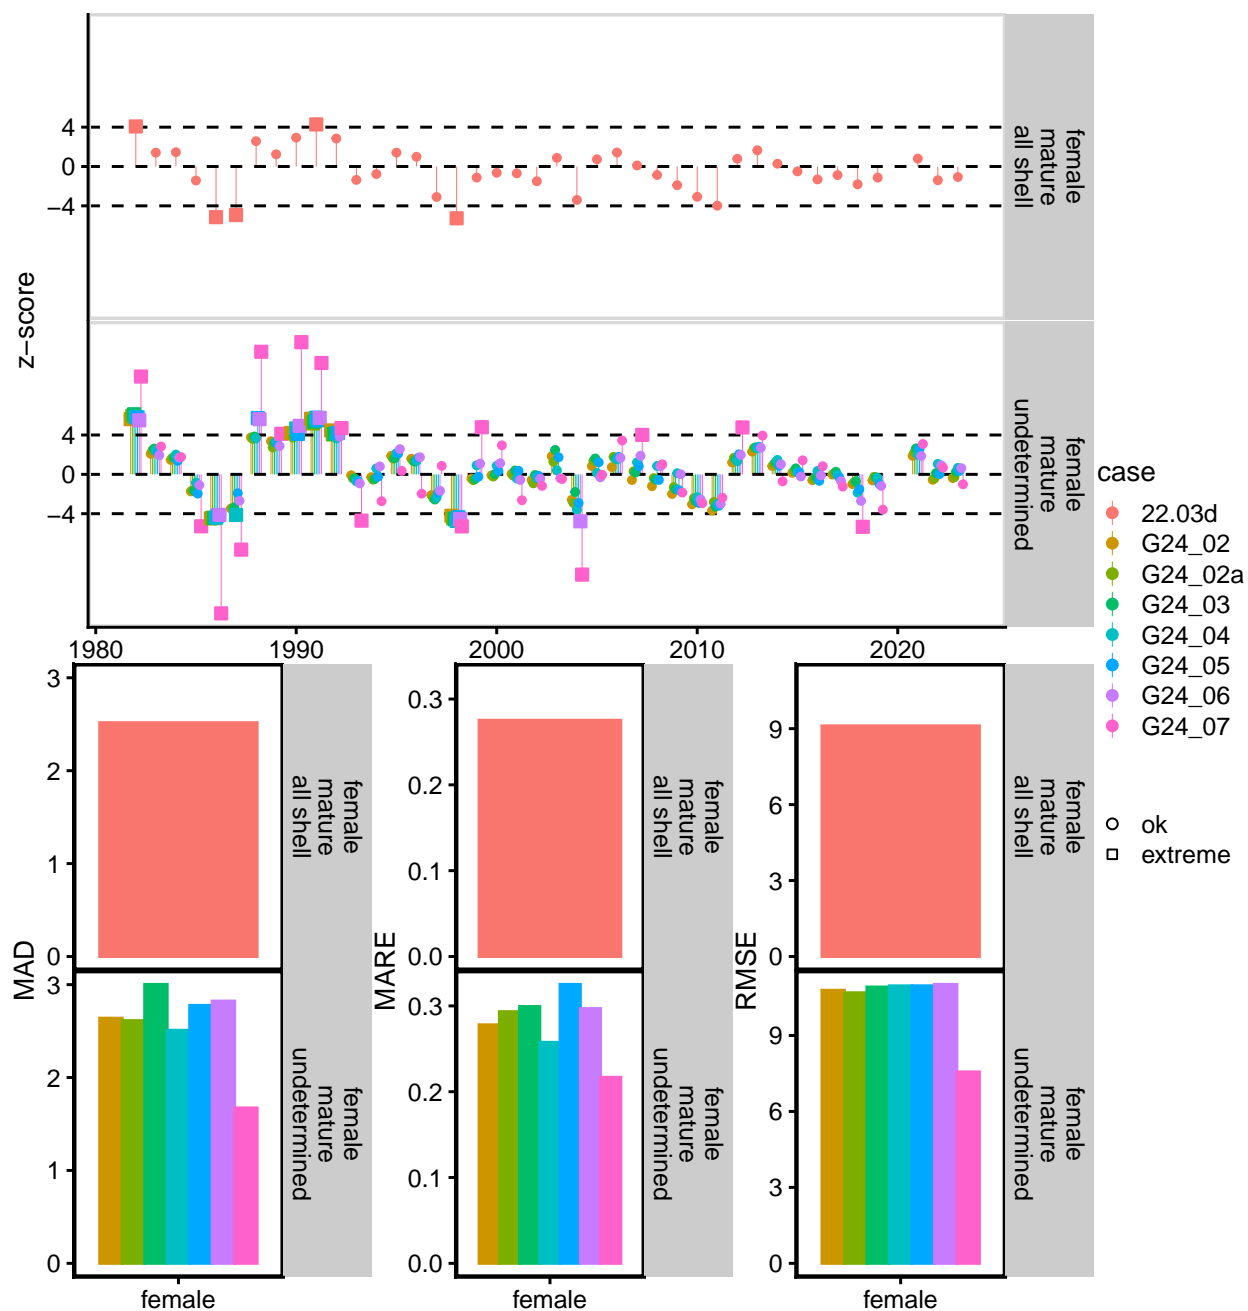 z−score
4
0
−4
female
mature
all shell
4
0
−4
female
mature
undetermined
1980
1990
2000
2010
2020
case
22.03d
G24_02
G24_02a
G24_03
G24_04
G24_05
G24_06
G24_07
ok
extreme
MAD
3
2
1
0
female
mature
all shell
3
2
1
0
female
mature
undetermined
female
MARE
0.3
0.2
0.1
0.0
female
mature
all shell
0.3
0.2
0.1
0.0
female
mature
undetermined
female
RMSE
9
6
3
0
female
mature
all shell
9
6
3
0
female
mature
undetermined
female